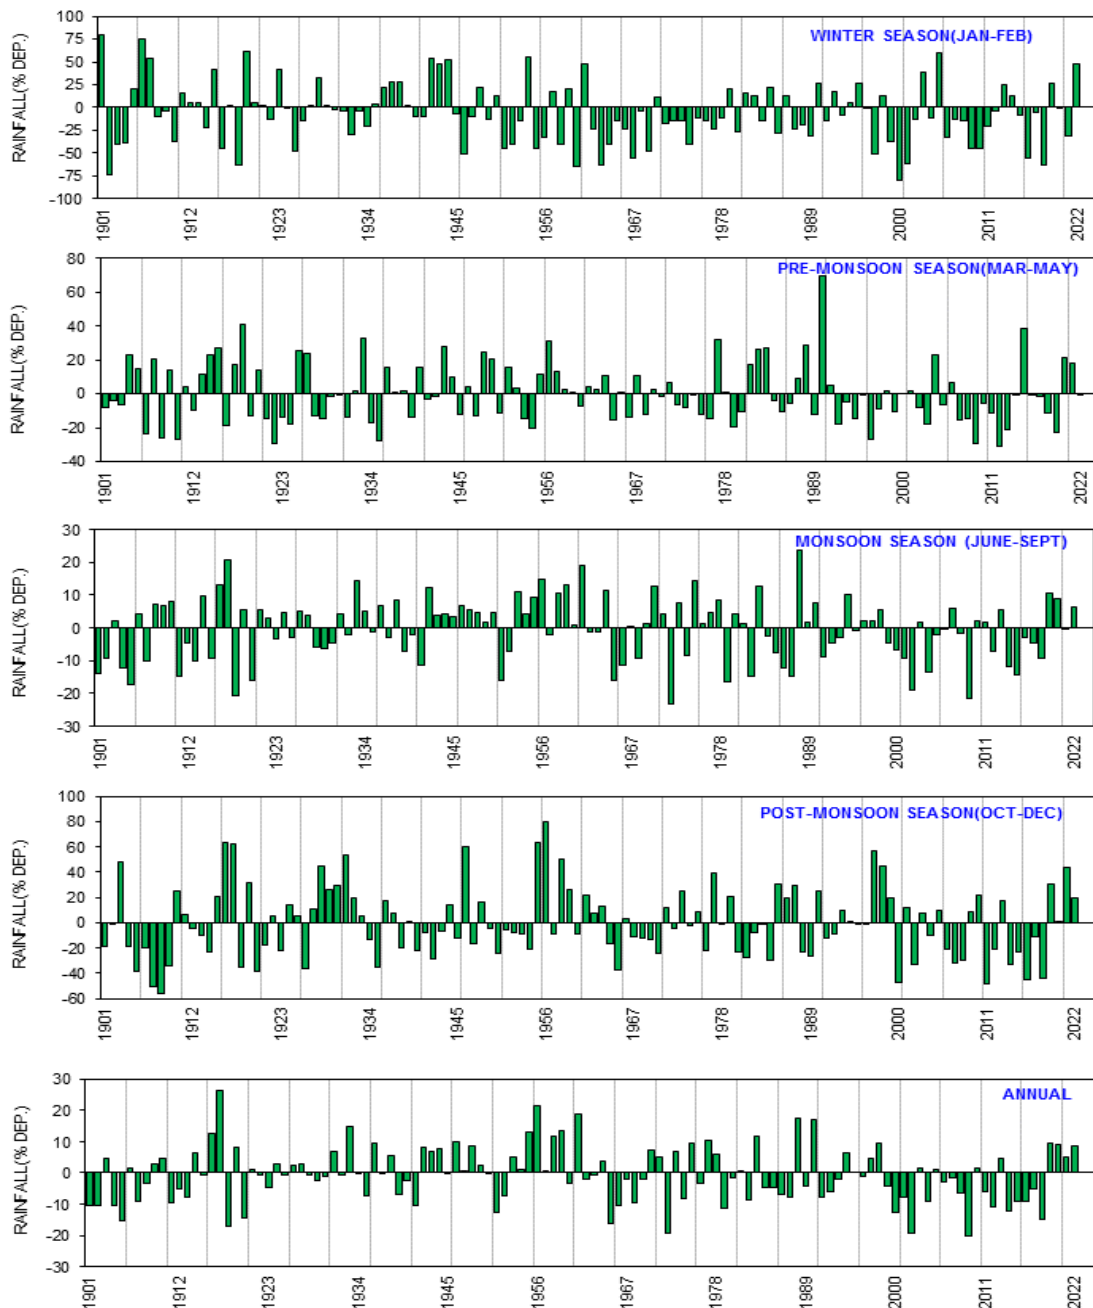 WINTER SEASON(JAN-FEB)
RAINFALL(% DEP.)
100
75
50
25
0
-25
-50
-75
-100
1901 1912 1923 1934 1945 1956 1967 1978 1989 2000 2011 2022
PRE-MONSOON SEASON(MAR-MAY)
RAINFALL(% DEP.)
80
60
40
20
0
-20
-40
1901 1912 1923 1934 1945 1956 1967 1978 1989 2000 2011 2022
MONSOON SEASON (JUNE-SEPT)
RAINFALL(% DEP.)
30
20
10
0
-10
-20
-30
1901 1912 1923 1934 1945 1956 1967 1978 1989 2000 2011 2022
POST-MONSOON SEASON(OCT-DEC)
RAINFALL(% DEP.)
100
80
60
40
20
0
-20
-40
-60
1901 1912 1923 1934 1945 1956 1967 1978 1989 2000 2011 2022
ANNUAL
RAINFALL(% DEP.)
30
20
10
0
-10
-20
-30
1901 1912 1923 1934 1945 1956 1967 1978 1989 2000 2011 2022